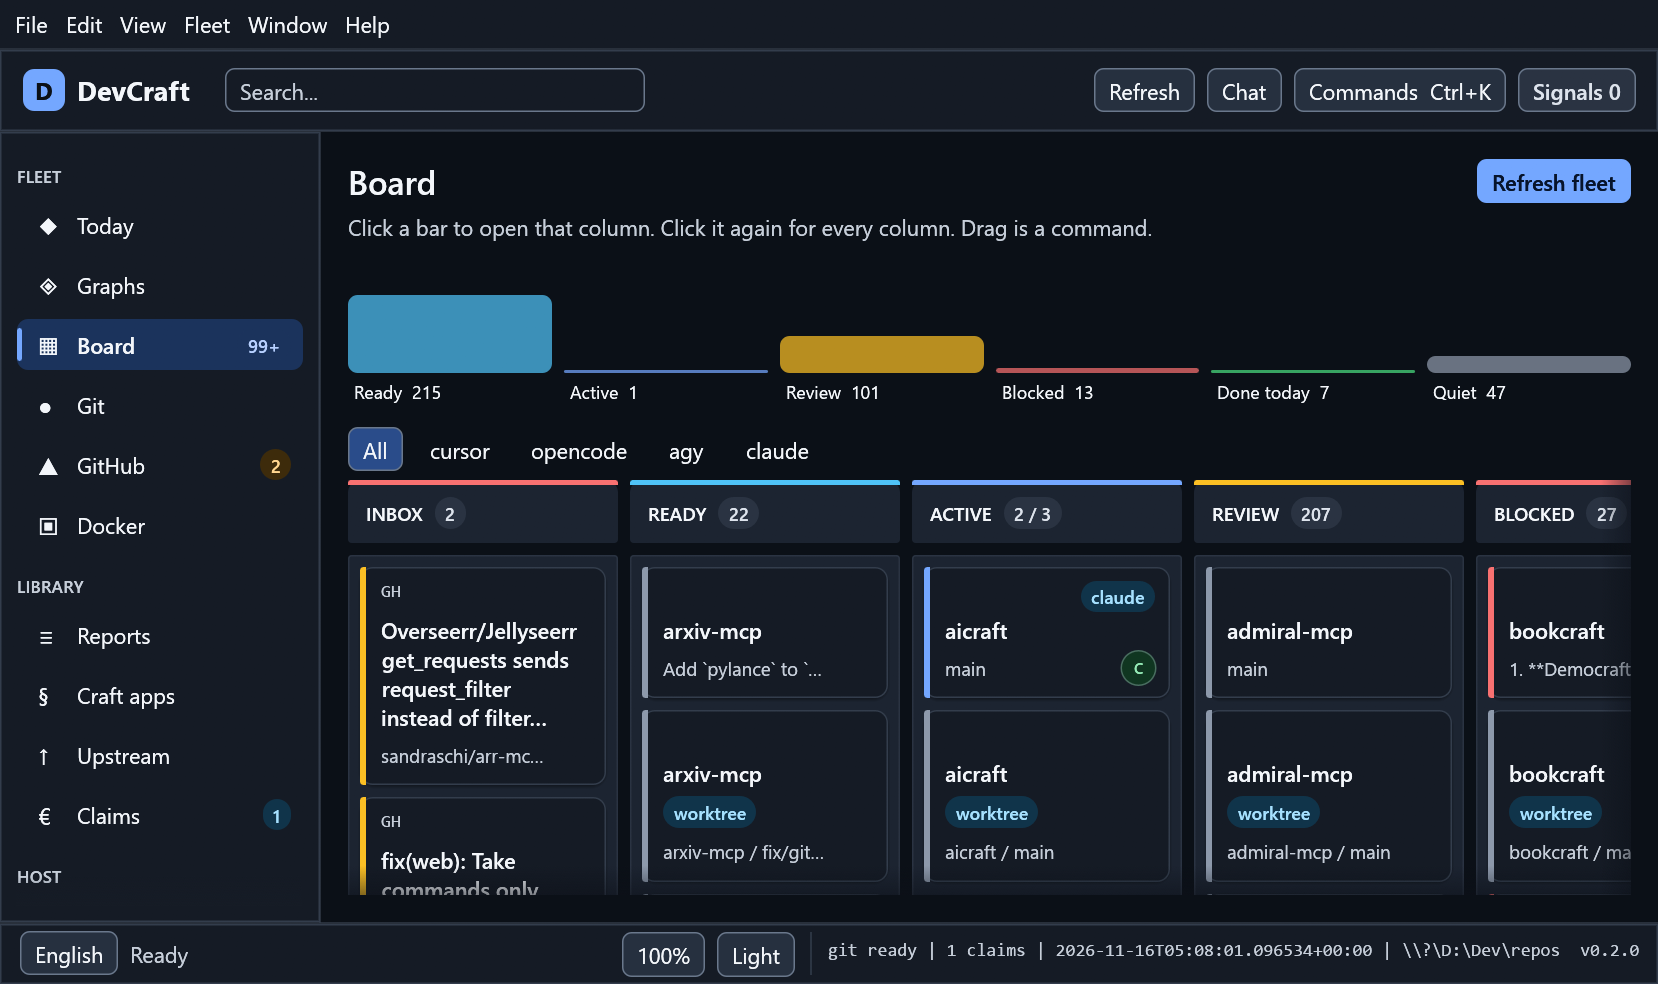 File Edit View Fleet Window Help
D DevCraft Search... Refresh Chat Commands Ctrl+K Signals 0
FLEET
Today
Graphs
Board 99+
Git
GitHub 2
Docker
LIBRARY
Reports
§ Craft apps
↑ Upstream
€ Claims 1
HOST
Board
Refresh fleet
Click a bar to open that column. Click it again for every column. Drag is a command.
Ready 215 Active 1 Review 101 Blocked 13 Done today 7 Quiet 47
All cursor opencode agy claude
INBOX 2
GH
Overseerr/Jellyseerr
get_requests sends
request_filter
instead of filter...
sandraschi/arr-mc...
GH
fix(web): Take
commands only
READY 22
arxiv-mcp
Add `pylance` to `...
arxiv-mcp
worktree
arxiv-mcp / fix/git...
ACTIVE 2 / 3
claude
aicraft
main C
aicraft
worktree
aicraft / main
REVIEW 207
admiral-mcp
main
admiral-mcp
worktree
admiral-mcp / main
BLOCKED 27
bookcraft
1. **Democraft
bookcraft
worktree
bookcraft / ma
English Ready 100% Light git ready | 1 claims | 2026-11-16T05:08:01.096534+00:00 | \\?\D:\Dev\repos v0.2.0